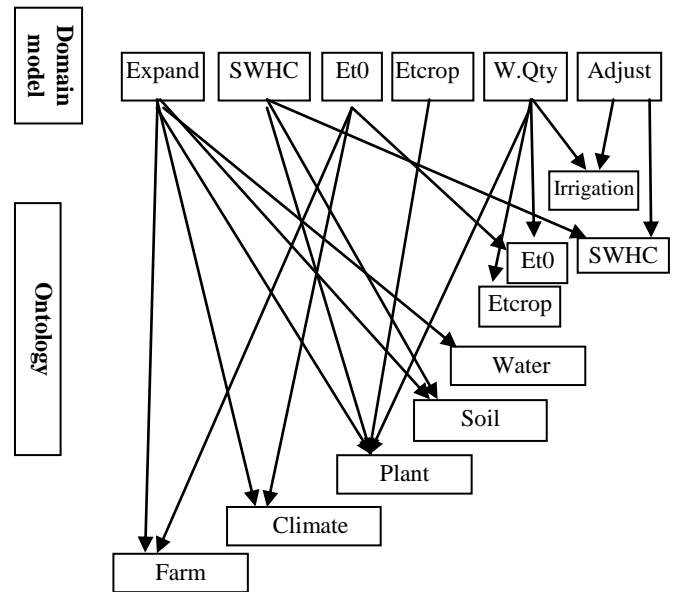 Domain
model
Expand SWHC Et0 Etcrop W.Qty Adjust
Irrigation
Ontology
Et0 SWHC
Etcrop
Water
Soil
Plant
Climate
Farm